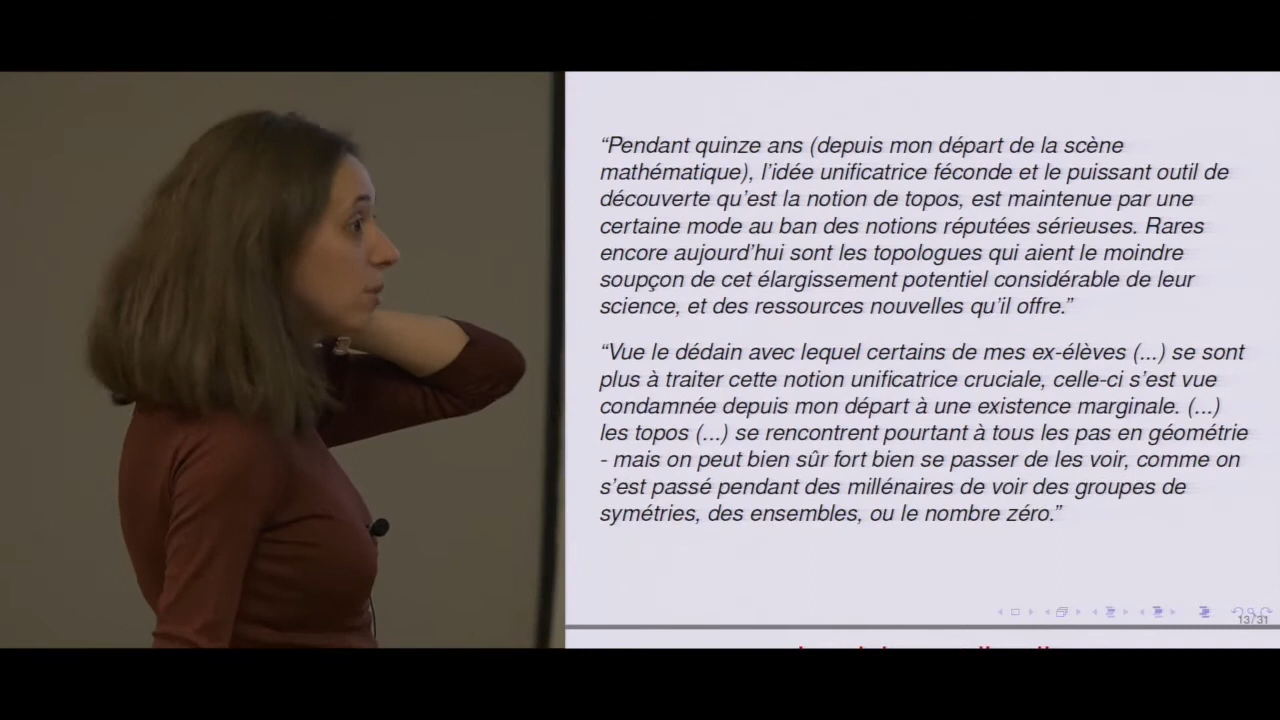 “Pendant quinze ans (depuis mon départ de la scène
mathématique), l’idée unificatrice féconde et le puissant outil de
découverte qu’est la notion de topos, est maintenue par une
certaine mode au ban des notions réputées sérieuses. Rares
encore aujourd’hui sont les topologues qui aient le moindre
soupçon de cet élargissement potentiel considérable de leur
science, et des ressources nouvelles qu’il offre.”
“Vue le dédain avec lequel certains de mes ex-élèves (...) se sont
plus à traiter cette notion unificatrice cruciale, celle-ci s’est vue
condamnée depuis mon départ à une existence marginale. (...)
les topos (...) se rencontrent pourtant à tous les pas en géométrie
- mais on peut bien sûr fort bien se passer de les voir, comme on
s’est passé pendant des millénaires de voir des groupes de
symétries, des ensembles, ou le nombre zéro.”
13/31